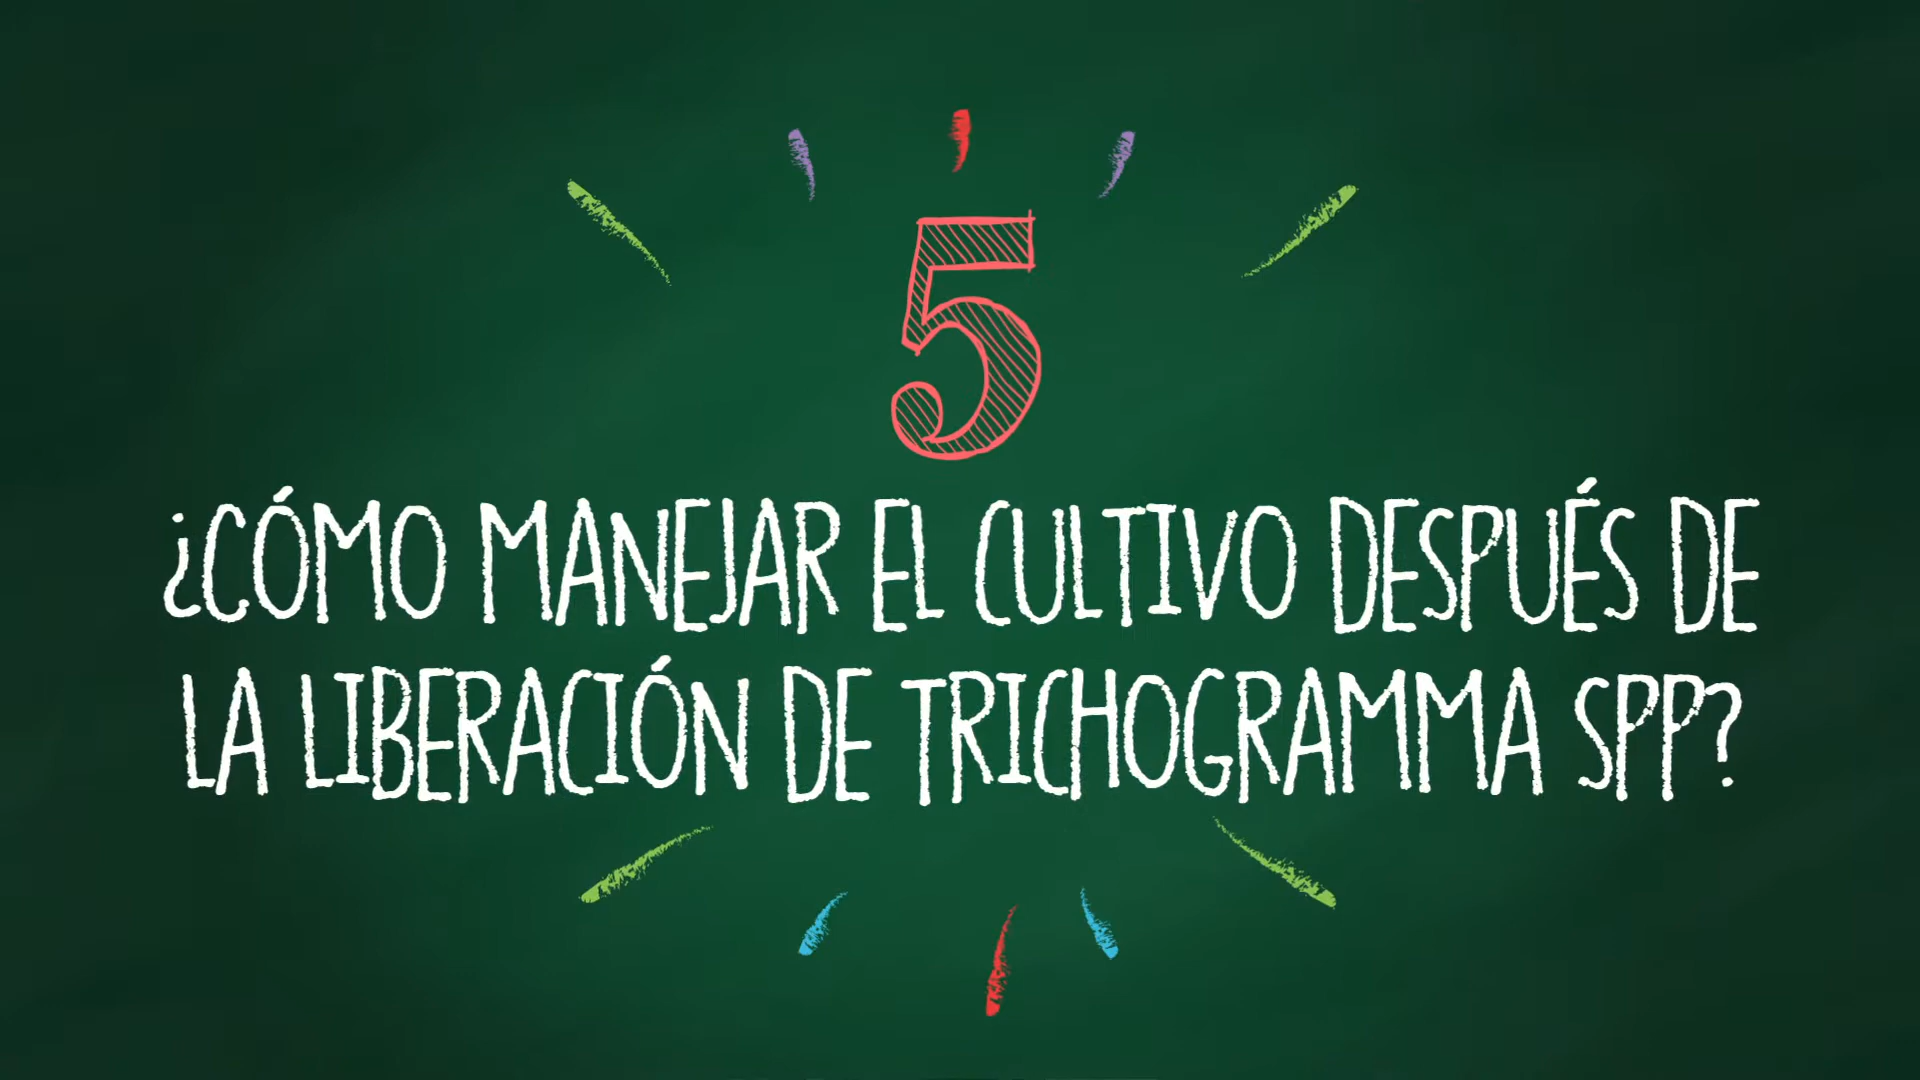 5
¿CÓMO MANEJAR EL CULTIVO DESPUÉS DE
LA LIBERACIÓN DE TRICHOGRAMMA SPP?